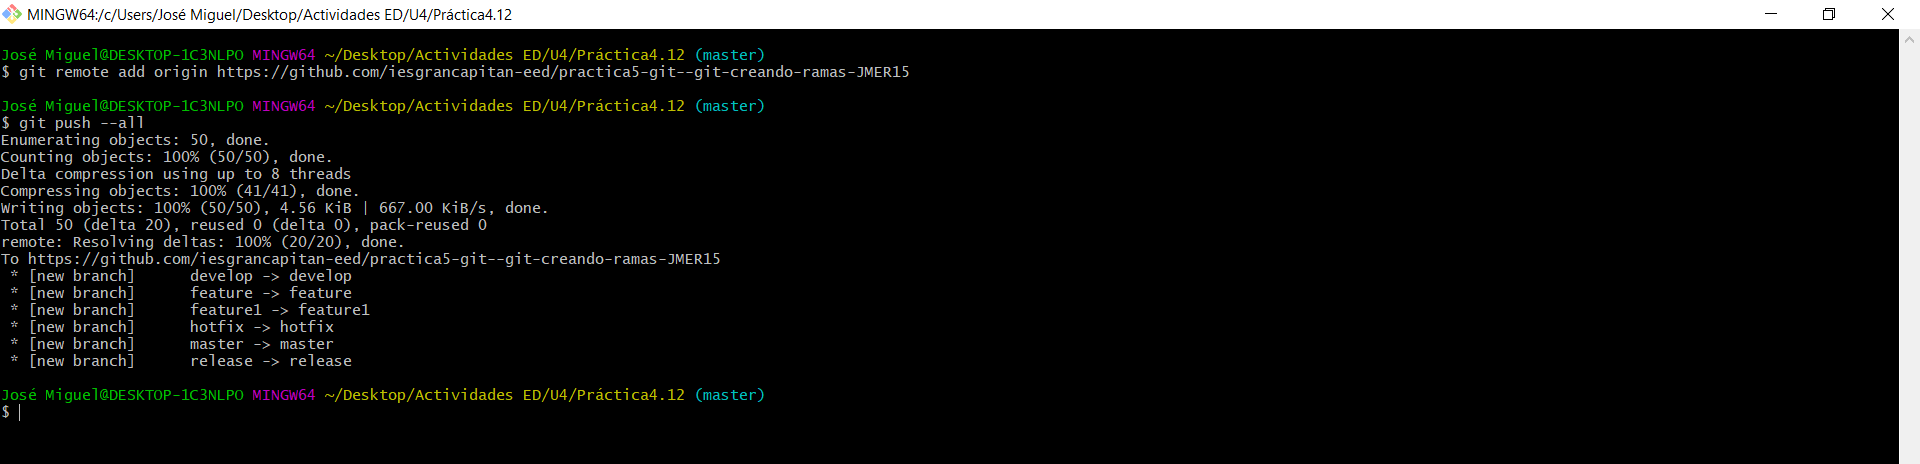 MINGW64:/c/Users/José Miguel/Desktop/Actividades ED/U4/Práctica4.12
José Miguel@DESKTOP-1C3NLPO MINGW64 ~/Desktop/Actividades ED/U4/Práctica4.12 (master)
$ git remote add origin https://github.com/iesgrancapitan-eed/practica5-git--git-creando-ramas-JMER15
José Miguel@DESKTOP-1C3NLPO MINGW64 ~/Desktop/Actividades ED/U4/Práctica4.12 (master)
$ git push --all
Enumerating objects: 50, done.
Counting objects: 100% (50/50), done.
Delta compression using up to 8 threads
Compressing objects: 100% (41/41), done.
Writing objects: 100% (50/50), 4.56 KiB | 667.00 KiB/s, done.
Total 50 (delta 20), reused 0 (delta 0), pack-reused 0
remote: Resolving deltas: 100% (20/20), done.
To https://github.com/iesgrancapitan-eed/practica5-git--git-creando-ramas-JMER15
 * [new branch]      develop -> develop
 * [new branch]      feature -> feature
 * [new branch]      feature1 -> feature1
 * [new branch]      hotfix -> hotfix
 * [new branch]      master -> master
 * [new branch]      release -> release
José Miguel@DESKTOP-1C3NLPO MINGW64 ~/Desktop/Actividades ED/U4/Práctica4.12 (master)
$